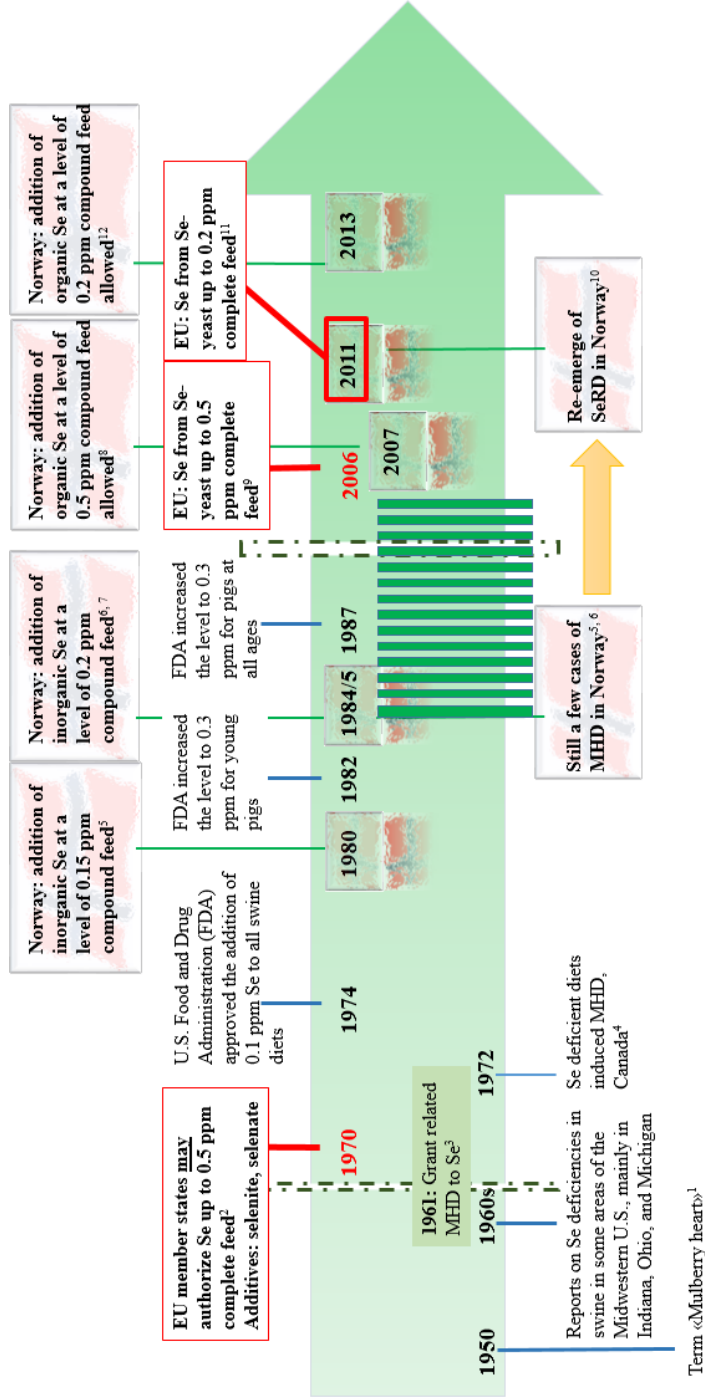 EU member states may
authorize Se up to 0.5 ppm
complete feed2
Additives: selenite, selenate
U.S. Food and Drug
Administration (FDA)
approved the addition of
0.1 ppm Se to all swine
diets
Norway: addition of
inorganic Se at a
level of 0.15 ppm
compound feed5
FDA increased
the level to 0.3
ppm for young
pigs
Norway: addition of
inorganic Se at a
level of 0.2 ppm
compound feed6, 7
FDA increased
the level to 0.3
ppm for pigs at
all ages
Norway: addition of
organic Se at a level of
0.5 ppm compound feed
allowed8
EU: Se from Se-
yeast up to 0.5
ppm complete
feed9
Norway: addition of
organic Se at a level of
0.2 ppm compound feed
allowed12
EU: Se from Se-
yeast up to 0.2 ppm
complete feed11
1970
1974
1980
1982
1984/5
1987
2006
2007
2011
2013
1961: Grant related
MHD to Se3
1950
1960s
1972
Term «Mulberry heart»1
Reports on Se deficiencies in
swine in some areas of the
Midwestern U.S., mainly in
Indiana, Ohio, and Michigan
Se deficient diets
induced MHD,
Canada4
Still a few cases of
MHD in Norway5, 6
Re-emerge of
SeRD in Norway10